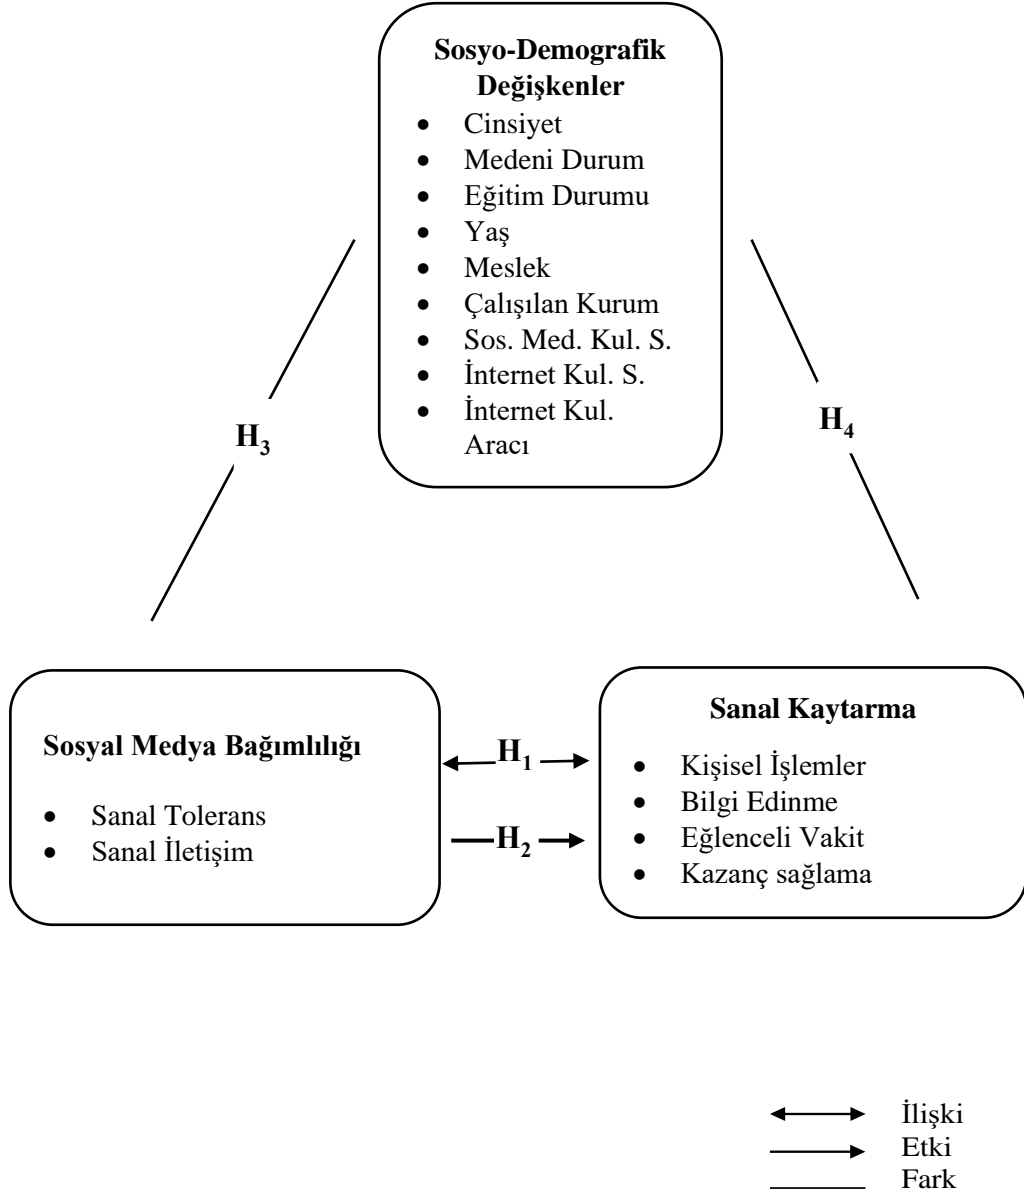 Sosyo-Demografik
Değişkenler
• Cinsiyet
• Medeni Durum
• Eğitim Durumu
• Yaş
• Meslek
• Çalışılan Kurum
• Sos. Med. Kul. S.
• İnternet Kul. S.
• İnternet Kul.
Aracı
H3
H4
Sosyal Medya Bağımlılığı
• Sanal Tolerans
• Sanal İletişim
H1
H2
Sanal Kaytarma
• Kişisel İşlemler
• Bilgi Edinme
• Eğlenceli Vakit
• Kazanç sağlama
İlişki
Etki
Fark